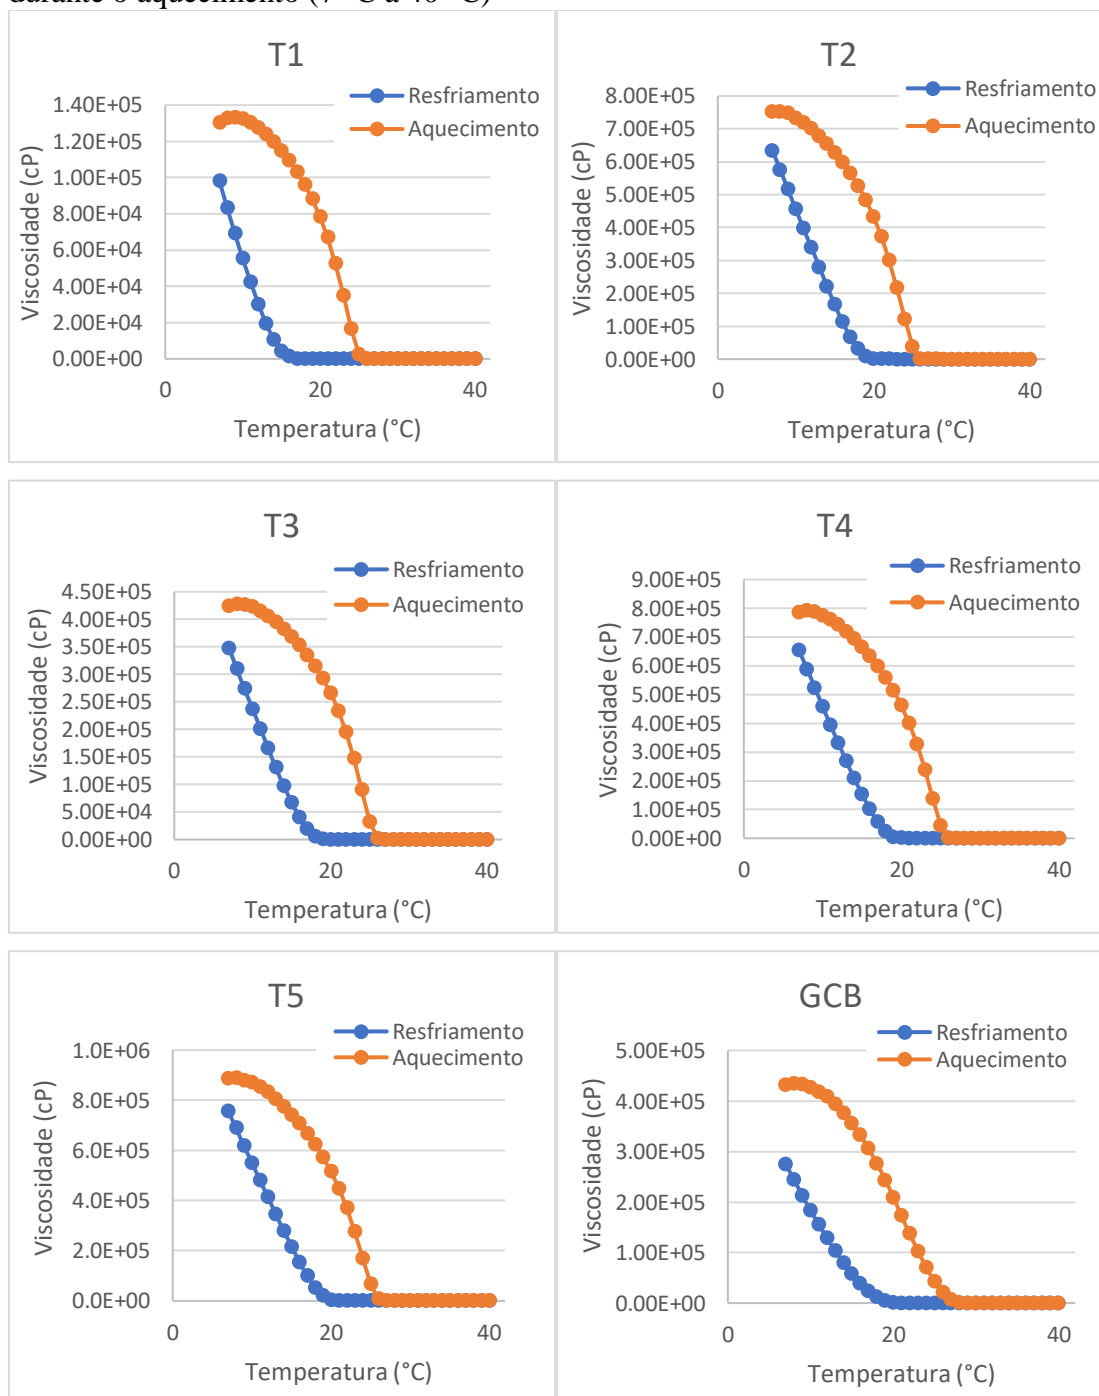 durante o aquecimento (7 °C a 40 °C)
T1
Resfriamento
Aquecimento
1.40E+05
1.20E+05
1.00E+05
8.00E+04
6.00E+04
4.00E+04
2.00E+04
0.00E+00
Viscosidade (cP)
0 20 40
Temperatura (°C)
T2
Resfriamento
Aquecimento
8.00E+05
7.00E+05
6.00E+05
5.00E+05
4.00E+05
3.00E+05
2.00E+05
1.00E+05
0.00E+00
Viscosidade (cP)
0 20 40
Temperatura (°C)
T3
Resfriamento
Aquecimento
4.50E+05
4.00E+05
3.50E+05
3.00E+05
2.50E+05
2.00E+05
1.50E+05
1.00E+05
5.00E+04
0.00E+00
Viscosidade (cP)
0 20 40
Temperatura (°C)
T4
Resfriamento
Aquecimento
9.00E+05
8.00E+05
7.00E+05
6.00E+05
5.00E+05
4.00E+05
3.00E+05
2.00E+05
1.00E+05
0.00E+00
Viscosidade (cP)
0 20 40
Temperatura (°C)
T5
Resfriamento
Aquecimento
1.0E+06
8.0E+05
6.0E+05
4.0E+05
2.0E+05
0.0E+00
Viscosidade (cP)
0 20 40
Temperatura (°C)
GCB
Resfriamento
Aquecimento
5.00E+05
4.00E+05
3.00E+05
2.00E+05
1.00E+05
0.00E+00
Viscosidade (cP)
0 20 40
Temperatura (°C)